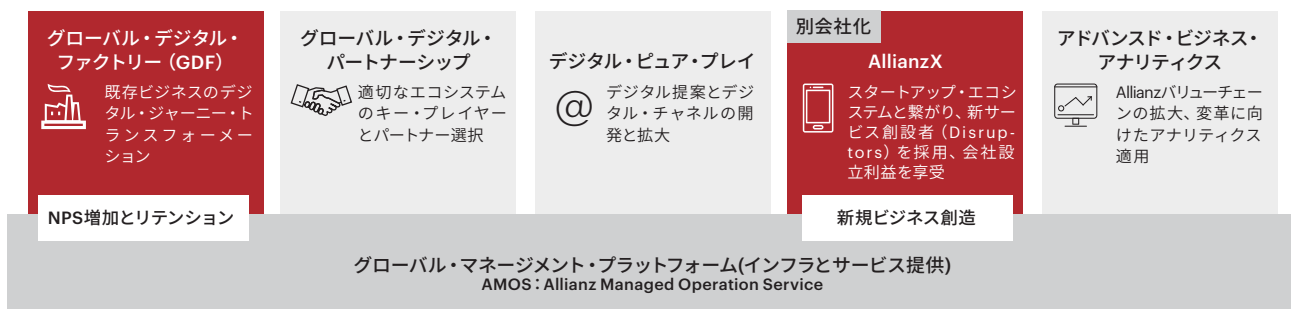 グローバル・デジタル・
ファクトリー（GDF）
既存ビジネスのデジ
タル・ジャーニー・ト
ランスフォーメー
ション
NPS増加とリテンション
グローバル・デジタル・
パートナーシップ
適切なエコシステム
のキー・プレイヤー
とパートナー選択
デジタル・ピュア・プレイ
@
デジタル提案とデジ
タル・チャネルの開
発と拡大
別会社化
AllianzX
スタートアップ・エコシ
ステムと繋がり、新サー
ビス創設者（Disrup-
tors）を採用、会社設
立利益を享受
新規ビジネス創造
アドバンスド・ビジネス・
アナリティクス
Allianzバリューチェー
ンの拡大、変革に向
けたアナリティクス
適用
グローバル・マネージメント・プラットフォーム(インフラとサービス提供)
AMOS：Allianz Managed Operation Service